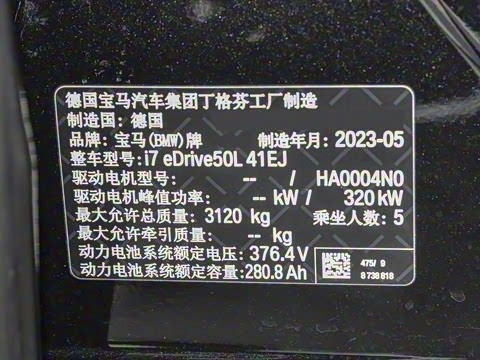 德国宝马汽车集团丁格芬工厂制造
制造国: 德国
品牌: 宝马(BMW)牌 制造年月: 2023-05
整车型号: i7 eDrive50L 41EJ
驱动电机型号: -- / HA0004N0
驱动电机峰值功率: -- kW / 320 kW
最大允许总质量: 3120 kg 乘坐人数: 5
最大允许牵引质量: -- kg
动力电池系统额定电压: 376.4 V
动力电池系统额定容量: 280.8 Ah
475/ 9
8 738 818